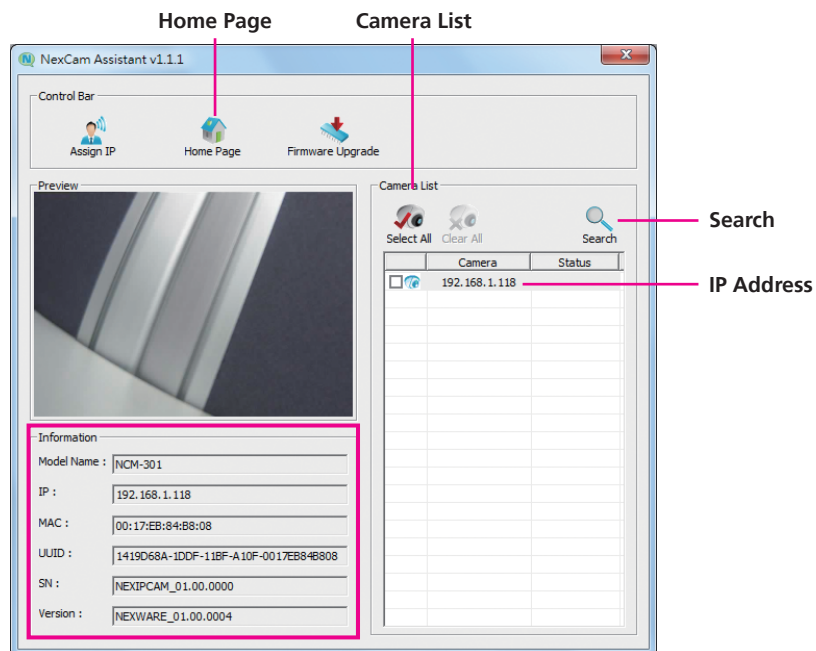 Home Page
Camera List
NexCam Assistant v1.1.1
Control Bar
Assign IP
Home Page
Firmware Upgrade
Preview
Camera List
Select All
Clear All
Search
Search
Camera
Status
192.168.1.118
IP Address
Information
Model Name : NCM-301
IP : 192.168.1.118
MAC : 00:17:EB:84:B8:08
UUID : 1419D68A-1DDF-11BF-A10F-0017EB84B808
SN : NEXIPCAM_01.00.0000
Version : NEXWARE_01.00.0004